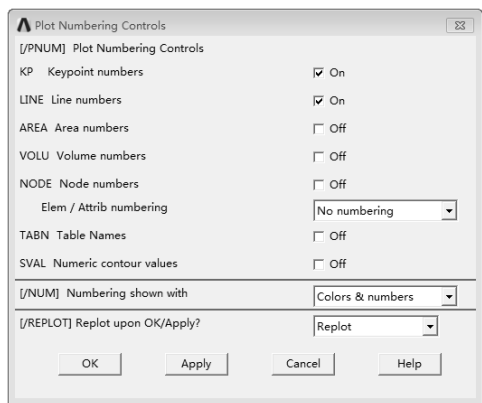 Plot Numbering Controls
[/PNUM] Plot Numbering Controls
KP Keypoint numbers On
LINE Line numbers On
AREA Area numbers Off
VOLU Volume numbers Off
NODE Node numbers Off
Elem / Attrib numbering No numbering
TABN Table Names Off
SVAL Numeric contour values Off
[/NUM] Numbering shown with Colors & numbers
[/REPLOT] Replot upon OK/Apply? Replot
OK Apply Cancel Help